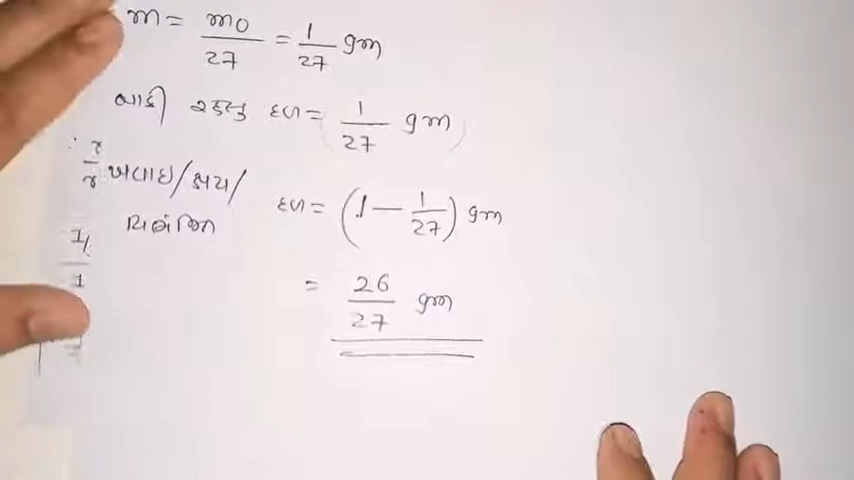 m = m0/27 = 1/27 gm
બાકી રહેલુ દળ = 1/27 gm
ખવાઇ/ક્ષય/
દળ = (1 - 1/27) gm
= 26/27 gm